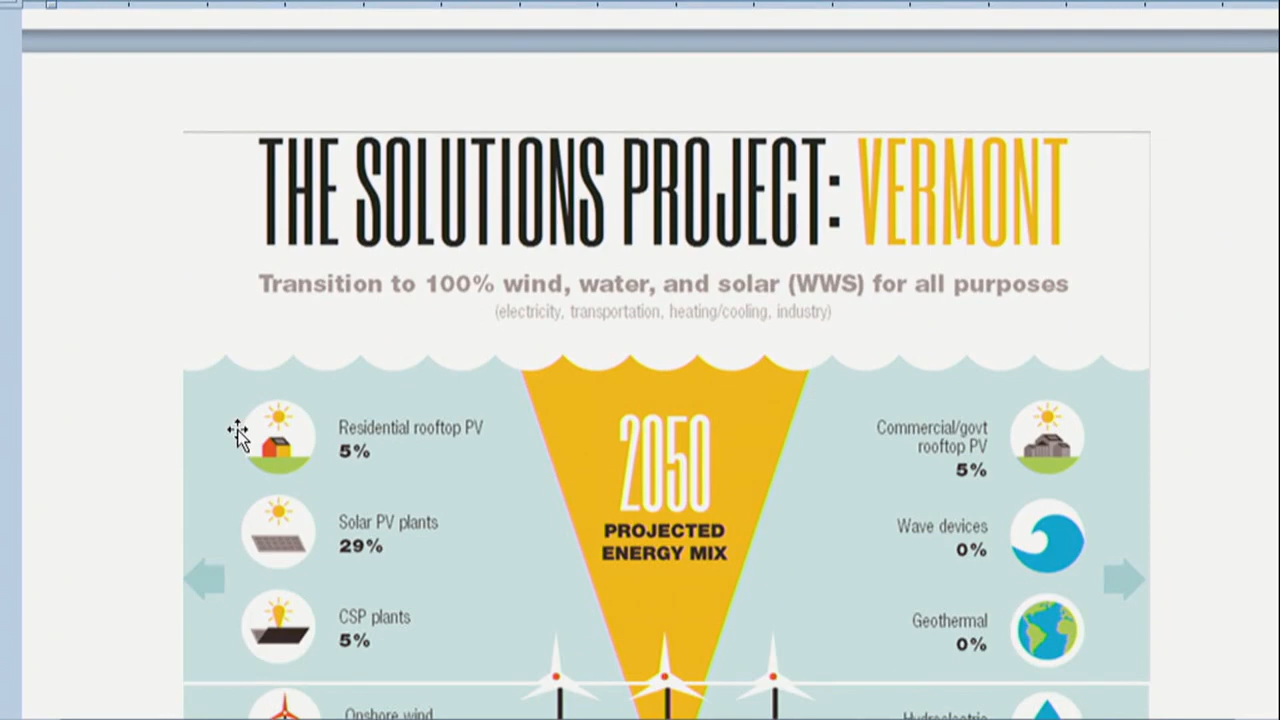 THE SOLUTIONS PROJECT: VERMONT
Transition to 100% wind, water, and solar (WWS) for all purposes
(electricity, transportation, heating/cooling, industry)
Residential rooftop PV
5%
Solar PV plants
29%
CSP plants
5%
Onshore wind
2050
PROJECTED
ENERGY MIX
Commercial/govt
rooftop PV
5%
Wave devices
0%
Geothermal
0%
Hydroelectric